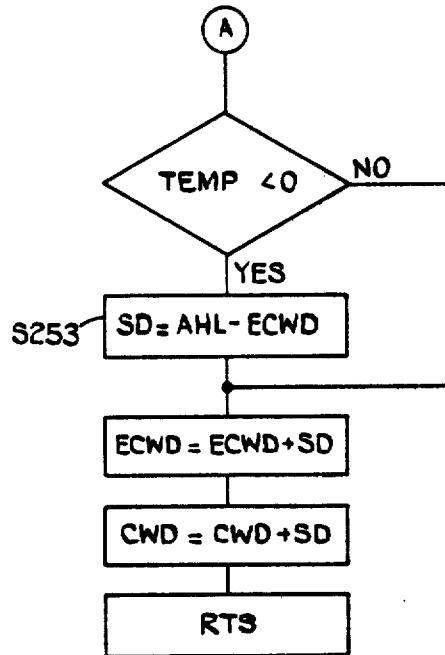 A
TEMP <0
NO
YES
S253
SD = AHL-ECWD
ECWD = ECWD+SD
CWD = CWD+SD
RTS